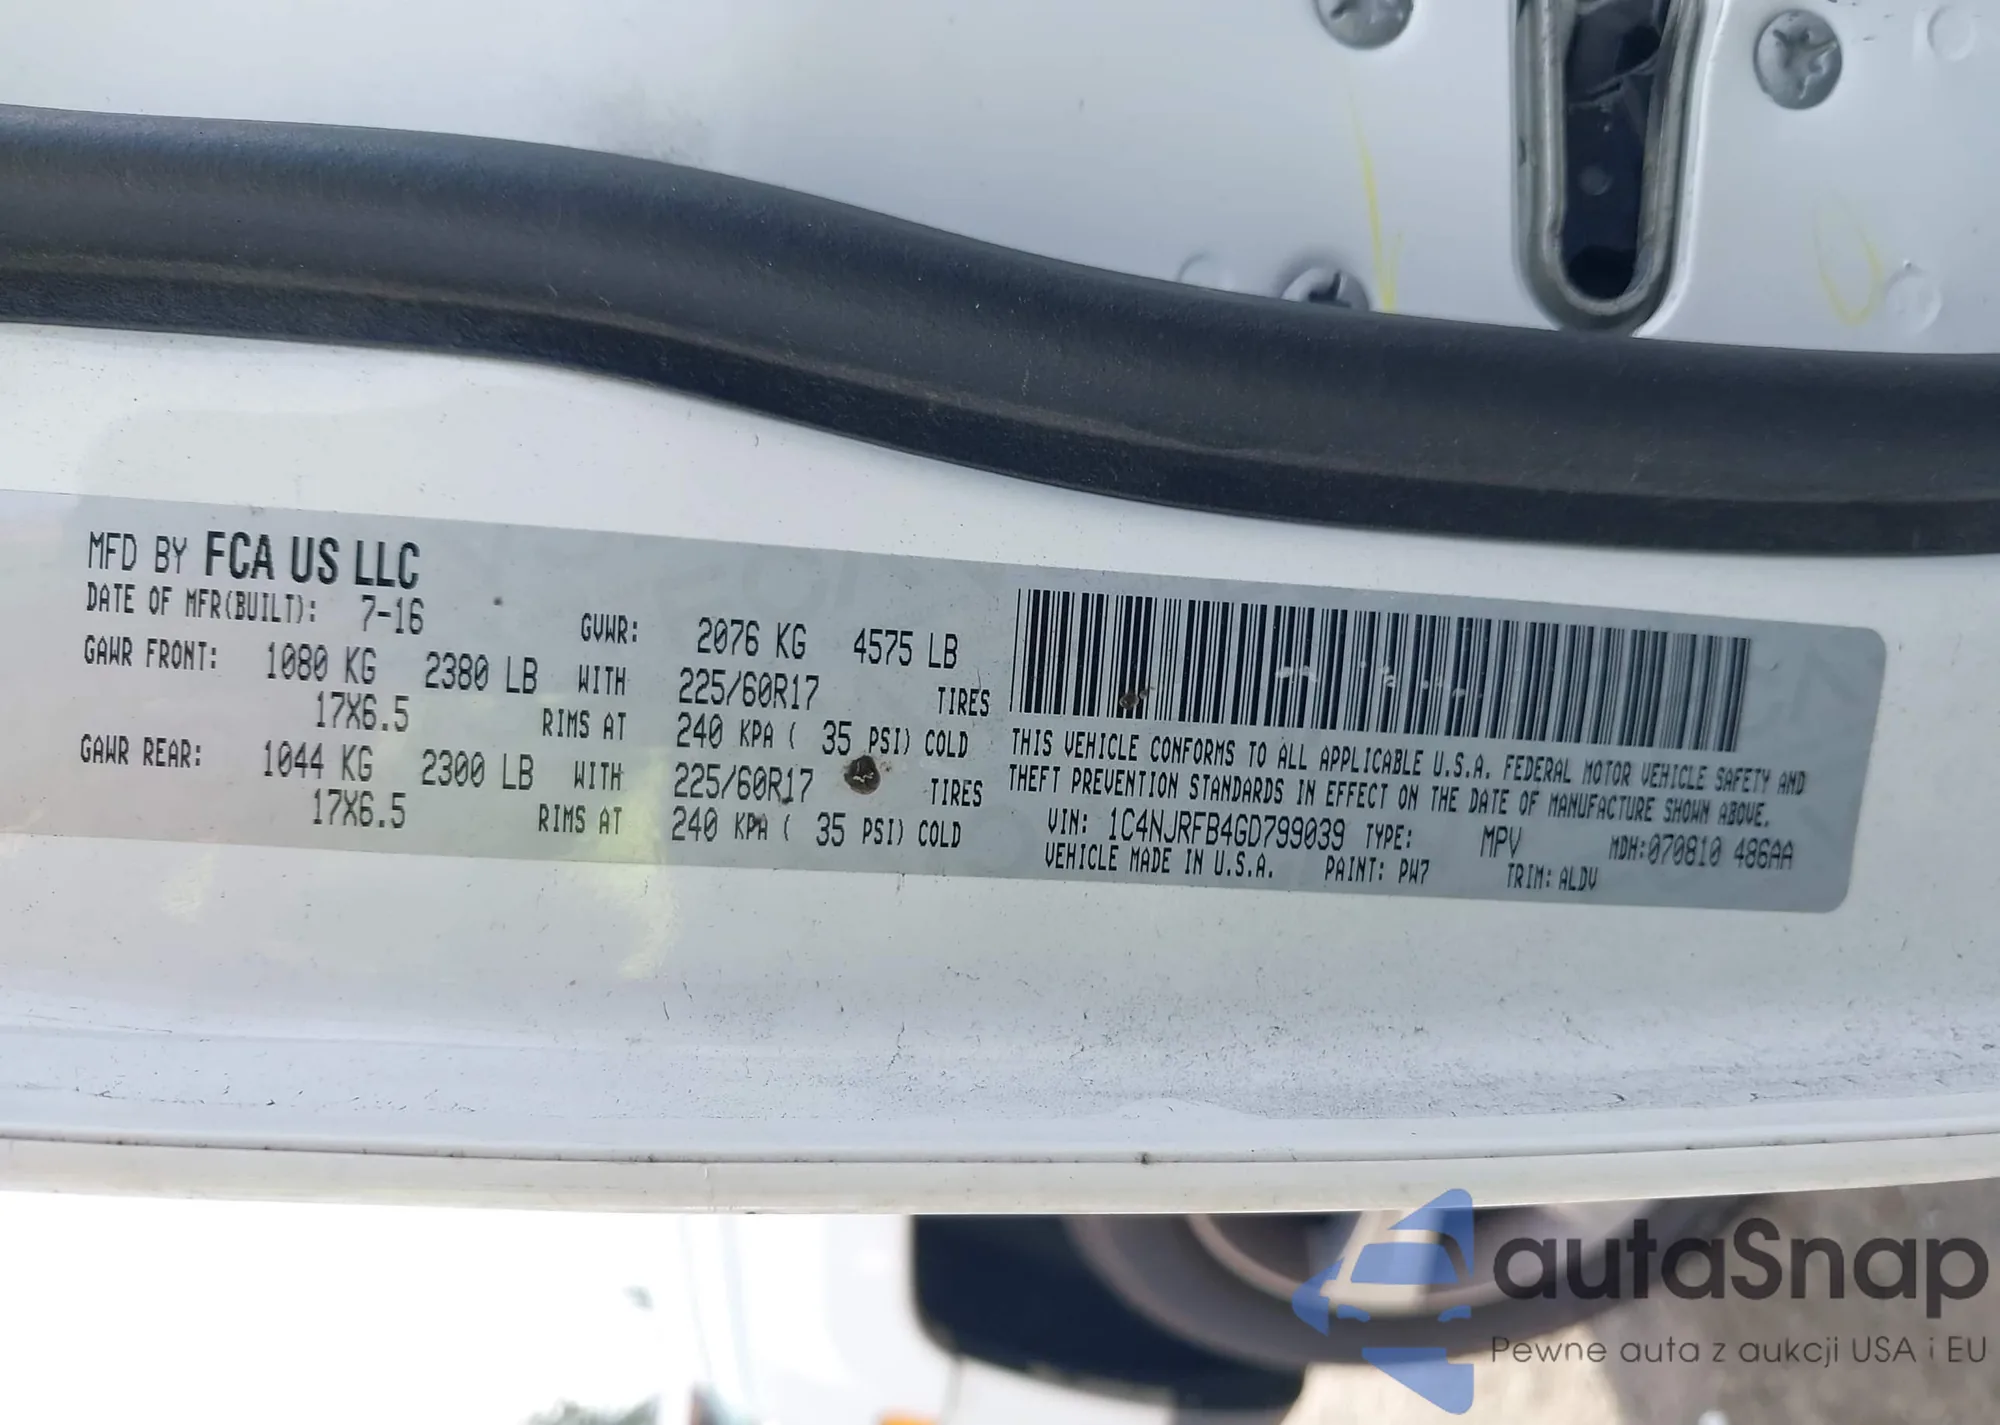 MFD BY FCA US LLC
DATE OF MFR(BUILT): 7-16 GVWR: 2076 KG 4575 LB
GAWR FRONT: 1080 KG 2380 LB WITH 225/60R17 TIRES
17X6.5 RIMS AT 240 KPA ( 35 PSI) COLD
GAWR REAR: 1044 KG 2300 LB WITH 225/60R17 TIRES
17X6.5 RIMS AT 240 KPA ( 35 PSI) COLD
THIS VEHICLE CONFORMS TO ALL APPLICABLE U.S.A. FEDERAL MOTOR VEHICLE SAFETY AND
THEFT PREVENTION STANDARDS IN EFFECT ON THE DATE OF MANUFACTURE SHOWN ABOVE.
VIN: 1C4NJRFB4GD799039 TYPE: MPV MDH:070810 486AA
VEHICLE MADE IN U.S.A. PAINT: PW7 TRIM: ALDV
autaSnap
Pewne auta z aukcji USA i EU